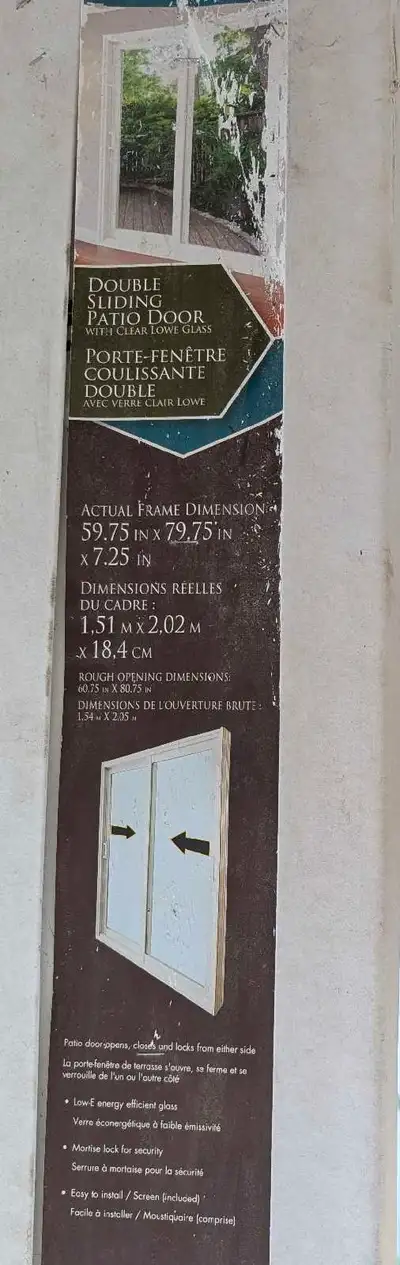 DOUBLE
SLIDING
PATIO DOOR
WITH CLEAR LOWE GLASS
PORTE-FENÊTRE
COULISSANTE
DOUBLE
AVEC VERRE CLAIR LOWE
ACTUAL FRAME DIMENSION
59.75 IN X 79.75 IN
X 7.25 IN
DIMENSIONS RÉELLES
DU CADRE :
1,51 M X 2,02 M
X 18,4 CM
ROUGH OPENING DIMENSIONS:
60.75 IN X 80.75 IN
DIMENSIONS DE L'OUVERTURE BRUTE :
1,54 M X 2,05 M
Patio door opens, closes and locks from either side
La porte-fenêtre de terrasse s'ouvre, se ferme et se
verrouille de l'un ou l'autre côté
• Low-E energy efficient glass
Verre éconergétique à faible émissivité
• Mortise lock for security
Serrure à mortaise pour la sécurité
• Easy to install / Screen (included)
Facile à installer / Moustiquaire (comprise)